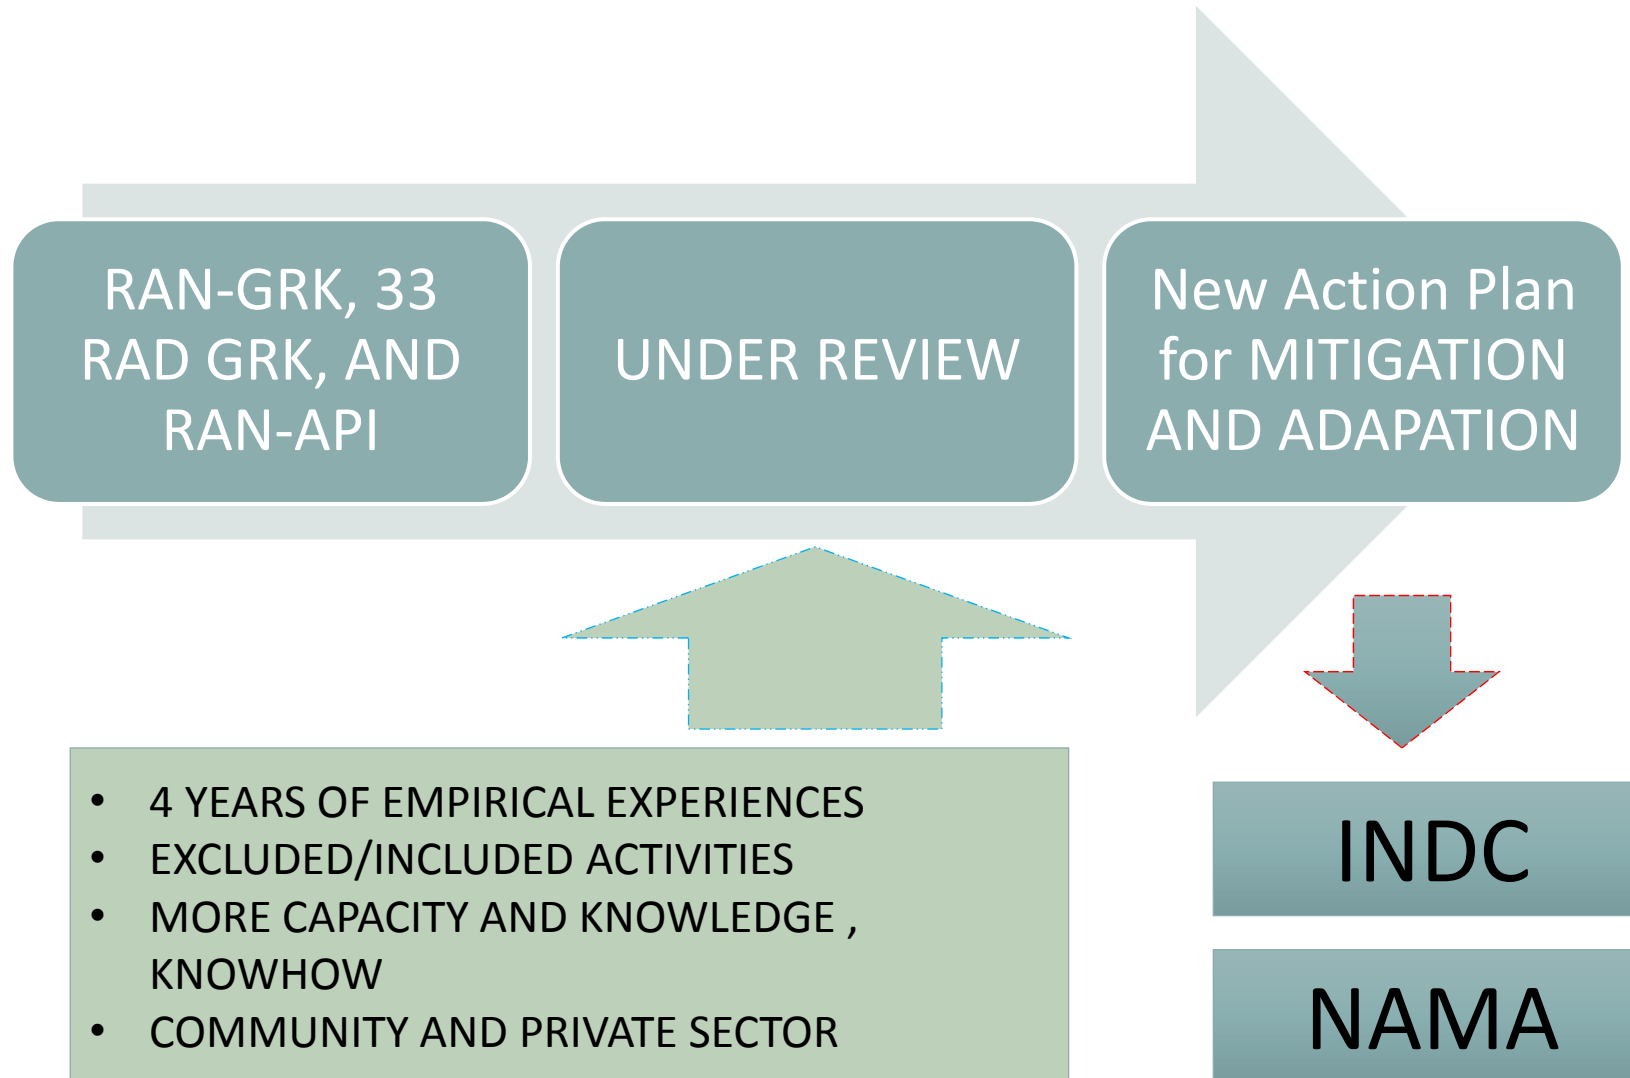 RAN-GRK, 33
RAD GRK, AND
RAN-API
UNDER REVIEW
New Action Plan
for MITIGATION
AND ADAPATION
• 4 YEARS OF EMPIRICAL EXPERIENCES
• EXCLUDED/INCLUDED ACTIVITIES
• MORE CAPACITY AND KNOWLEDGE ,
KNOWHOW
• COMMUNITY AND PRIVATE SECTOR
INDC
NAMA